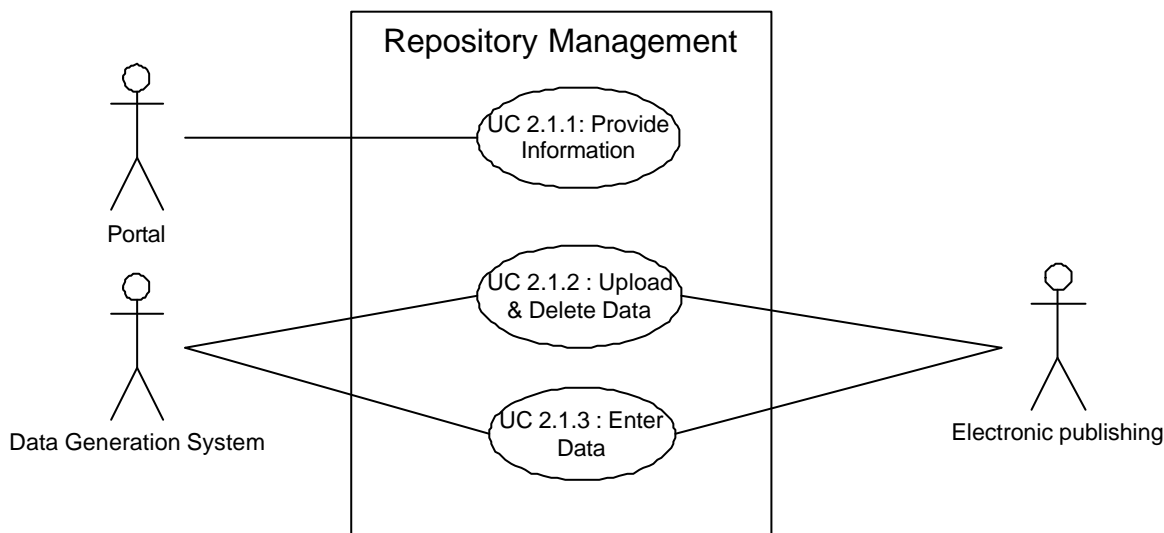 Repository Management
UC 2.1.1: Provide
Information
Portal
UC 2.1.2 : Upload
& Delete Data
UC 2.1.3 : Enter
Data
Data Generation System
Electronic publishing